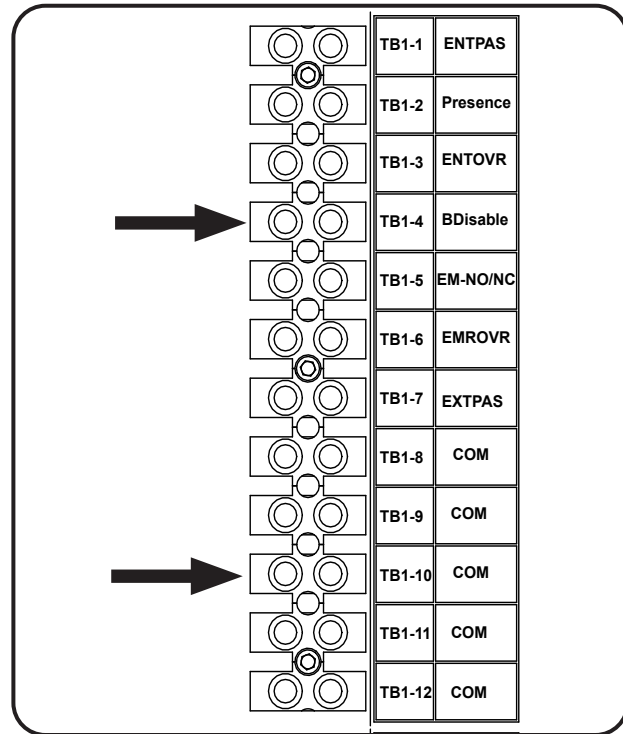 TB1-1 ENTPAS
TB1-2 Presence
TB1-3 ENTOVR
TB1-4 BDisable
TB1-5 EM-NO/NC
TB1-6 EMROVR
TB1-7 EXTPAS
TB1-8 COM
TB1-9 COM
TB1-10 COM
TB1-11 COM
TB1-12 COM